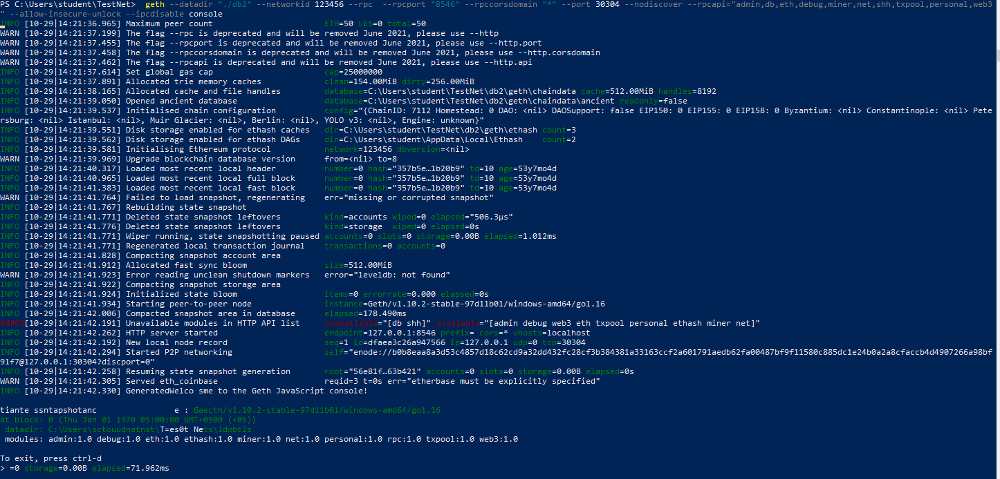 PS C:\Users\student\TestNet> geth --datadir "./db2" --networkid 123456 --rpc  --rpcport "8546" --rpccorsdomain "*" --port 30304 --nodiscover --rpcapi="admin,db,eth,debug,miner,net,shh,txpool,personal,web3
" --allow-insecure-unlock --ipcdisable console
INFO [10-29|14:21:36.965] Maximum peer count                       ETH=50 LES=0 total=50
WARN [10-29|14:21:37.199] The flag --rpc is deprecated and will be removed June 2021, please use --http
WARN [10-29|14:21:37.455] The flag --rpcport is deprecated and will be removed June 2021, please use --http.port
WARN [10-29|14:21:37.458] The flag --rpccorsdomain is deprecated and will be removed June 2021, please use --http.corsdomain
WARN [10-29|14:21:37.462] The flag --rpcapi is deprecated and will be removed June 2021, please use --http.api
INFO [10-29|14:21:37.614] Set global gas cap                       cap=25000000
INFO [10-29|14:21:37.891] Allocated trie memory caches             clean=154.00MiB dirty=256.00MiB
INFO [10-29|14:21:38.165] Allocated cache and file handles         database=C:\Users\student\TestNet\db2\geth\chaindata cache=512.00MiB handles=8192
INFO [10-29|14:21:39.050] Opened ancient database                  database=C:\Users\student\TestNet\db2\geth\chaindata\ancient readonly=false
INFO [10-29|14:21:39.537] Initialised chain configuration          config="{ChainID: 7112 Homestead: 0 DAO: <nil> DAOSupport: false EIP150: 0 EIP155: 0 EIP158: 0 Byzantium: <nil> Constantinople: <nil> Pete
rsburg: <nil> Istanbul: <nil>, Muir Glacier: <nil>, Berlin: <nil>, YOLO v3: <nil>, Engine: unknown}"
INFO [10-29|14:21:39.551] Disk storage enabled for ethash caches   dir=C:\Users\student\TestNet\db2\geth\ethash count=3
INFO [10-29|14:21:39.562] Disk storage enabled for ethash DAGs     dir=C:\Users\student\AppData\Local\Ethash    count=2
INFO [10-29|14:21:39.581] Initialising Ethereum protocol           network=123456 dbversion=<nil>
WARN [10-29|14:21:39.969] Upgrade blockchain database version      from=<nil> to=8
INFO [10-29|14:21:40.317] Loaded most recent local header          number=0 hash="357b5e…1b20b9" td=10 age=53y7mo4d
INFO [10-29|14:21:40.965] Loaded most recent local full block      number=0 hash="357b5e…1b20b9" td=10 age=53y7mo4d
INFO [10-29|14:21:41.383] Loaded most recent local fast block      number=0 hash="357b5e…1b20b9" td=10 age=53y7mo4d
WARN [10-29|14:21:41.764] Failed to load snapshot, regenerating    err="missing or corrupted snapshot"
INFO [10-29|14:21:41.767] Rebuilding state snapshot
INFO [10-29|14:21:41.771] Deleted state snapshot leftovers         kind=accounts wiped=0 elapsed="506.3µs"
INFO [10-29|14:21:41.776] Deleted state snapshot leftovers         kind=storage  wiped=0 elapsed=0s
INFO [10-29|14:21:41.771] Wiper running, state snapshotting paused accounts=0 slots=0 storage=0.00B elapsed=1.012ms
INFO [10-29|14:21:41.771] Regenerated local transaction journal    transactions=0 accounts=0
INFO [10-29|14:21:41.828] Compacting snapshot account area
INFO [10-29|14:21:41.912] Allocated fast sync bloom                size=512.00MiB
WARN [10-29|14:21:41.923] Error reading unclean shutdown markers   error="leveldb: not found"
INFO [10-29|14:21:41.922] Compacting snapshot storage area
INFO [10-29|14:21:41.924] Initialized state bloom                  items=0 errorrate=0.000 elapsed=0s
INFO [10-29|14:21:41.934] Starting peer-to-peer node               instance=Geth/v1.10.2-stable-97d11b01/windows-amd64/go1.16
INFO [10-29|14:21:42.006] Compacted snapshot area in database      elapsed=178.490ms
ERROR[10-29|14:21:42.191] Unavailable modules in HTTP API list     unavailable="[db shh]" available="[admin debug web3 eth txpool personal ethash miner net]"
INFO [10-29|14:21:42.262] HTTP server started                      endpoint=127.0.0.1:8546 prefix= cors=* vhosts=localhost
INFO [10-29|14:21:42.192] New local node record                    seq=1 id=dfaea3c26a947566 ip=127.0.0.1 udp=0 tcp=30304
INFO [10-29|14:21:42.294] Started P2P networking                   self="enode://b0b8eaa8a3d53c4857d18c62cd9a32dd432fc28cf3b384381a33163ccf2a601791aedb62fa00487bf9f11580c885dc1e24b0a2a8cfaccb4d4907266a98bf
91f7@127.0.0.1:30304?discport=0"
INFO [10-29|14:21:42.258] Resuming state snapshot generation       root="56e81f…63b421" accounts=0 slots=0 storage=0.00B elapsed=0s
WARN [10-29|14:21:42.305] Served eth_coinbase                      reqid=3 t=0s err="etherbase must be explicitly specified"
INFO [10-29|14:21:42.330] GeneratedWelco sme to the Geth JavaScript console!
tiante ssntapshotanc                e : Gaecth/v1.10.2-stable-97d11b01/windows-amd64/go1.16
at block: 0 (Thu Jan 01 1970 05:00:00 GMT+0500 (+05))
 datadir: C:\Users\sctouudnetnst\T=es0t Nets\ldobt2s
 modules: admin:1.0 debug:1.0 eth:1.0 ethash:1.0 miner:1.0 net:1.0 personal:1.0 rpc:1.0 txpool:1.0 web3:1.0
To exit, press ctrl-d
> =0 storage=0.00B elapsed=71.962ms